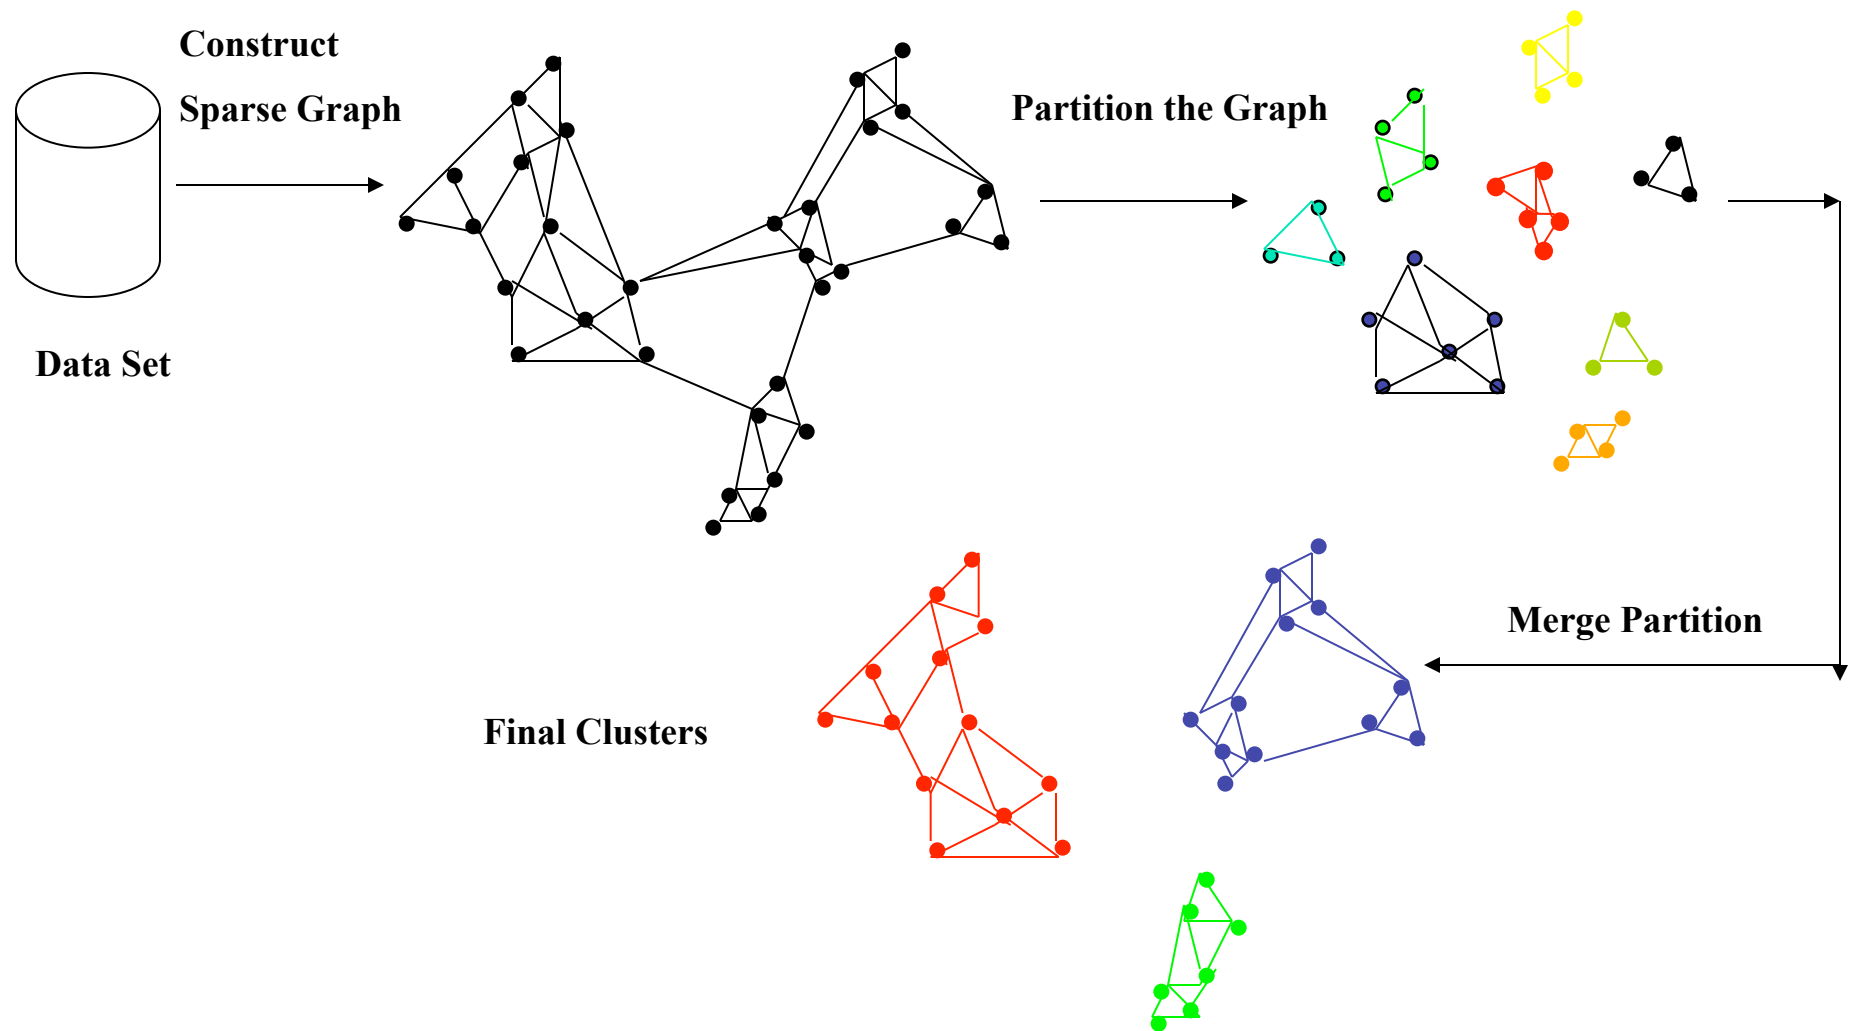 Construct
Sparse Graph
Partition the Graph
Data Set
Merge Partition
Final Clusters